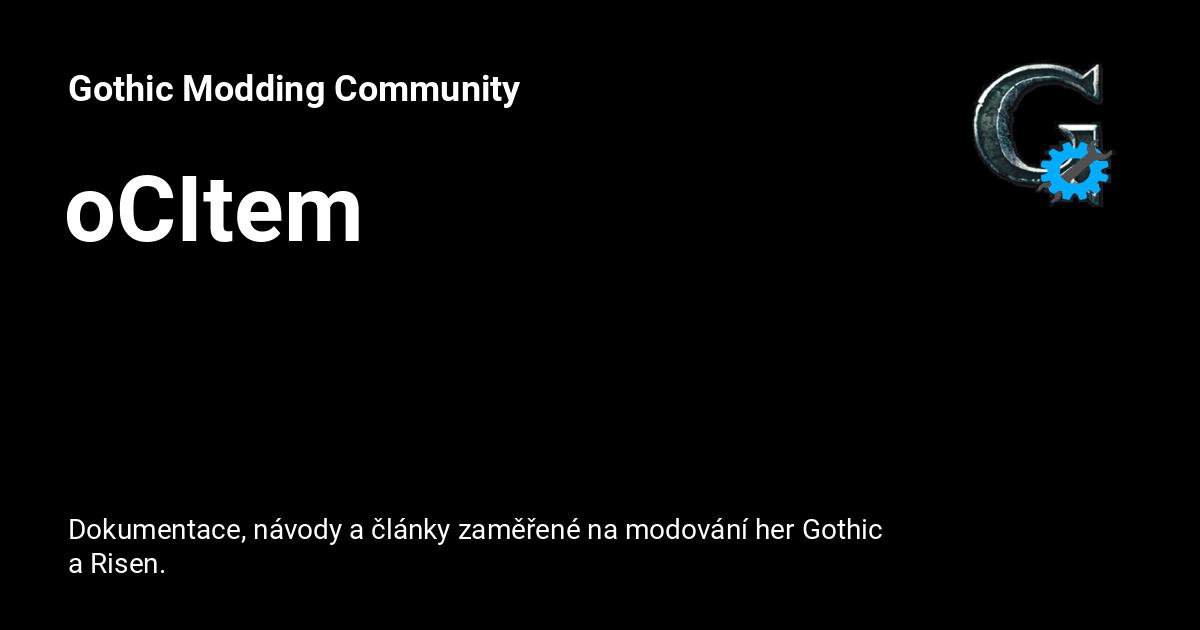 Gothic Modding Community
oCItem
Dokumentace, návody a články zaměřené na modování her Gothic
a Risen.